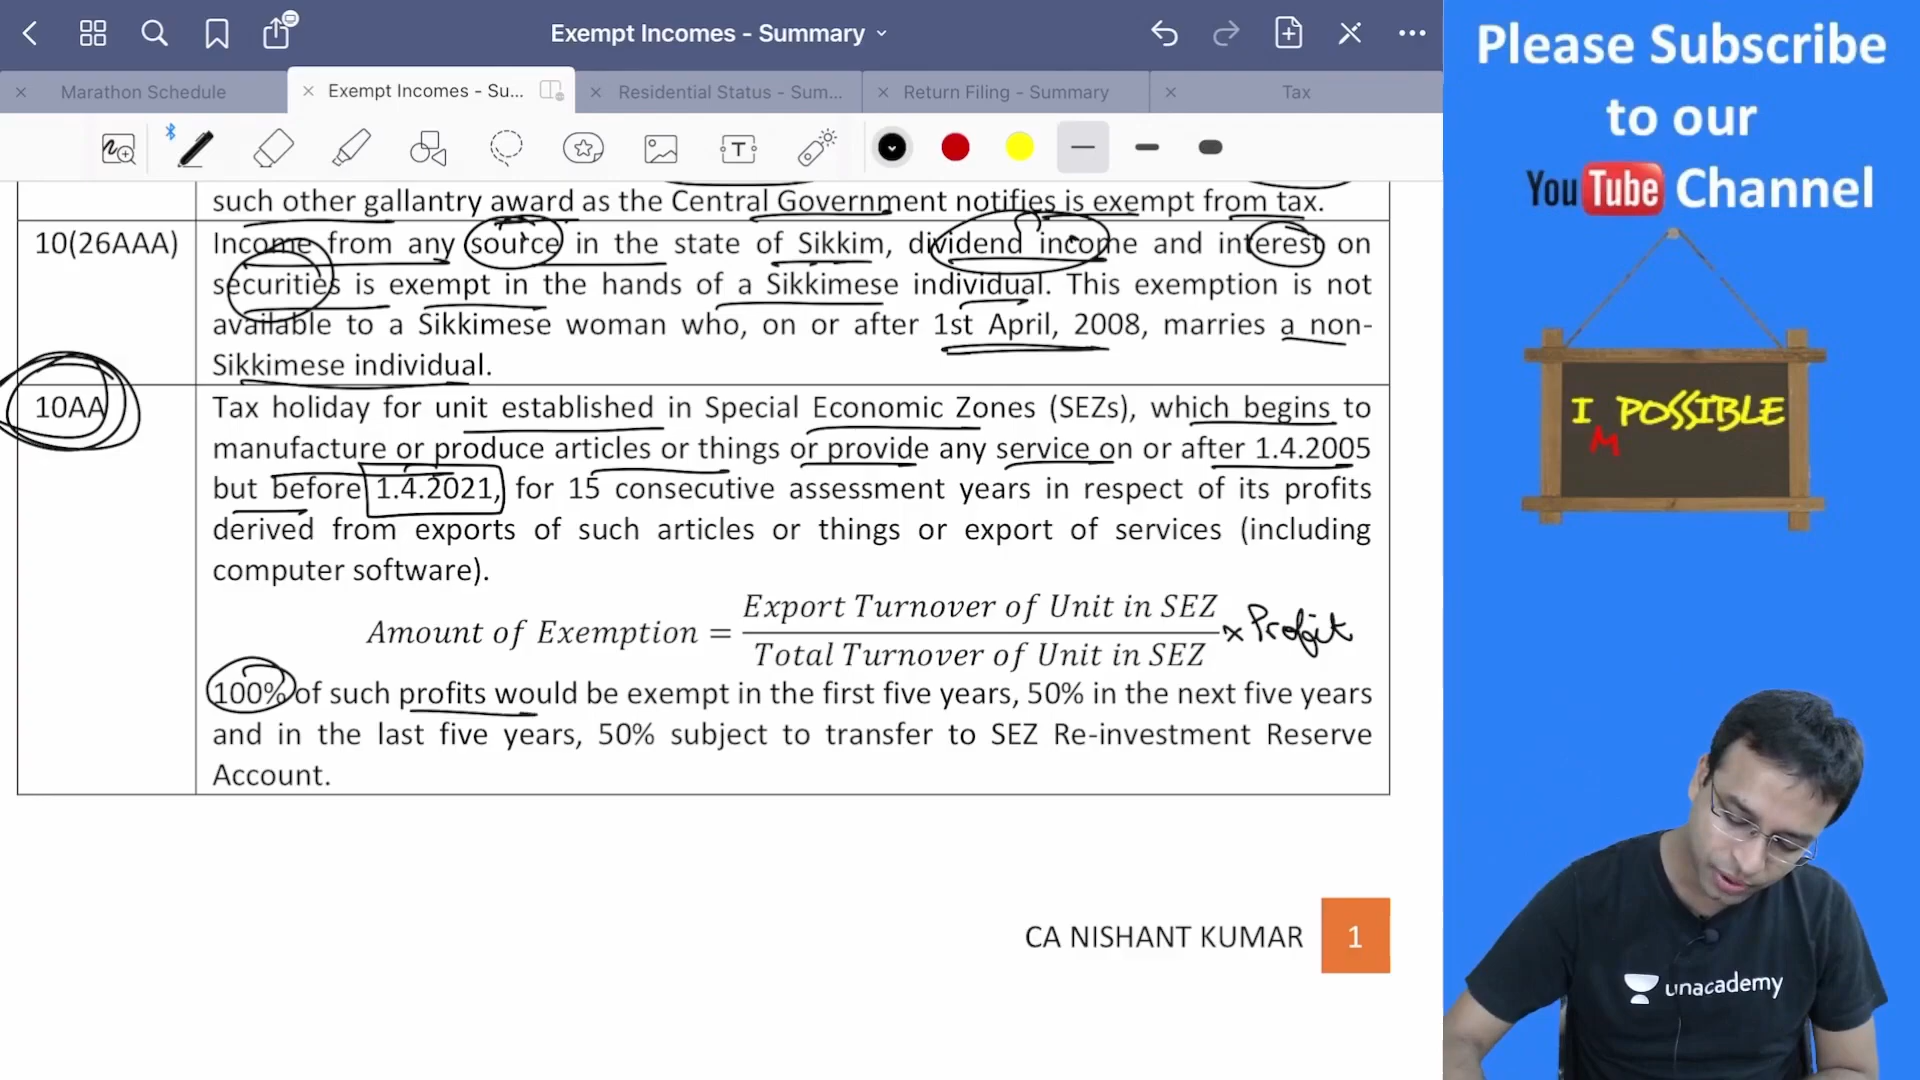 Exempt Incomes - Summary
Marathon Schedule
Exempt Incomes - Su...
Residential Status - Sum...
Return Filing - Summary
Tax
such other gallantry award as the Central Government notifies is exempt from tax.
10(26AAA)
Income from any source in the state of Sikkim, dividend income and interest on
securities is exempt in the hands of a Sikkimese individual. This exemption is not
available to a Sikkimese woman who, on or after 1st April, 2008, marries a non-
Sikkimese individual.
10AA
Tax holiday for unit established in Special Economic Zones (SEZs), which begins to
manufacture or produce articles or things or provide any service on or after 1.4.2005
but before 1.4.2021, for 15 consecutive assessment years in respect of its profits
derived from exports of such articles or things or export of services (including
computer software).
Amount of Exemption = Export Turnover of Unit in SEZ / Total Turnover of Unit in SEZ × Profit
100% of such profits would be exempt in the first five years, 50% in the next five years
and in the last five years, 50% subject to transfer to SEZ Re-investment Reserve
Account.
CA NISHANT KUMAR 1
Please Subscribe
to our
YouTube Channel
I POSSIBLE
M
unacademy